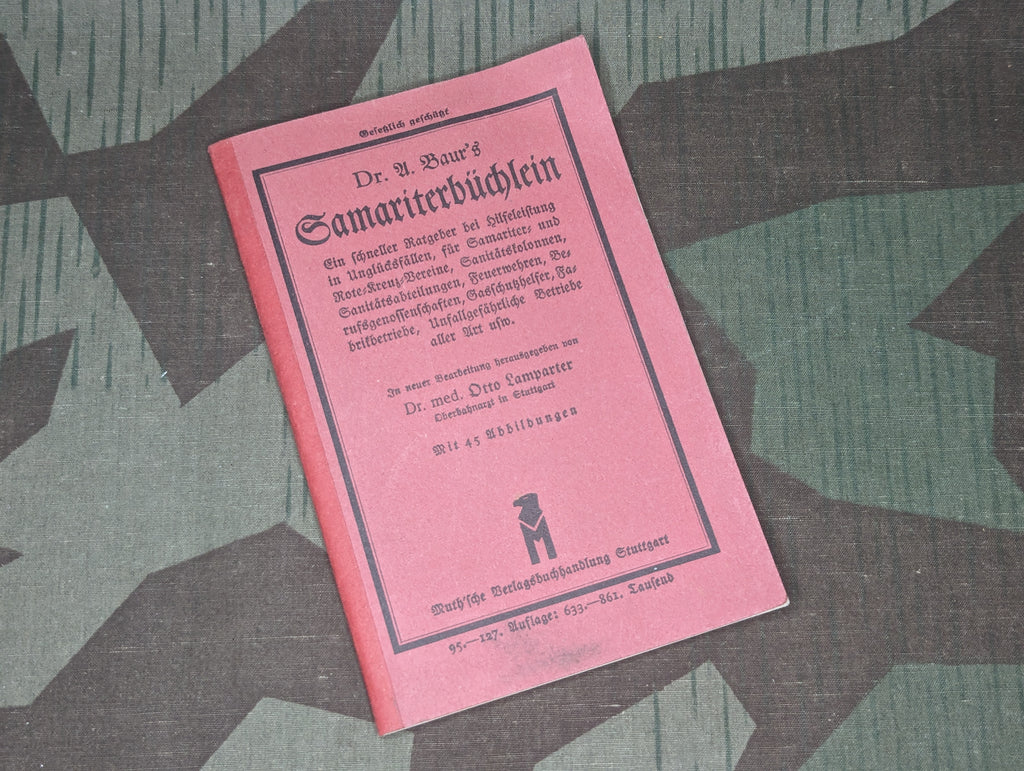 Gesetzlich geschützt
Dr. A. Baur's
Samariterbüchlein
Ein schneller Ratgeber bei Hilfeleistung
in Unglücksfällen, für Samariter- und
Rote-Kreuz-Vereine, Sanitätskolonnen,
Sanitätsabteilungen, Feuerwehren, Be-
rufsgenossenschaften, Gasschutzhelfer, Fa-
brikbetriebe, Unfallgefährliche Betriebe
aller Art usw.
In neuer Bearbeitung herausgegeben von
Dr. med. Otto Lamparter
Oberbahnarzt in Stuttgart
Mit 45 Abbildungen
M
Muth'sche Verlagsbuchhandlung Stuttgart
95.—127. Auflage: 633.—861. Tausend